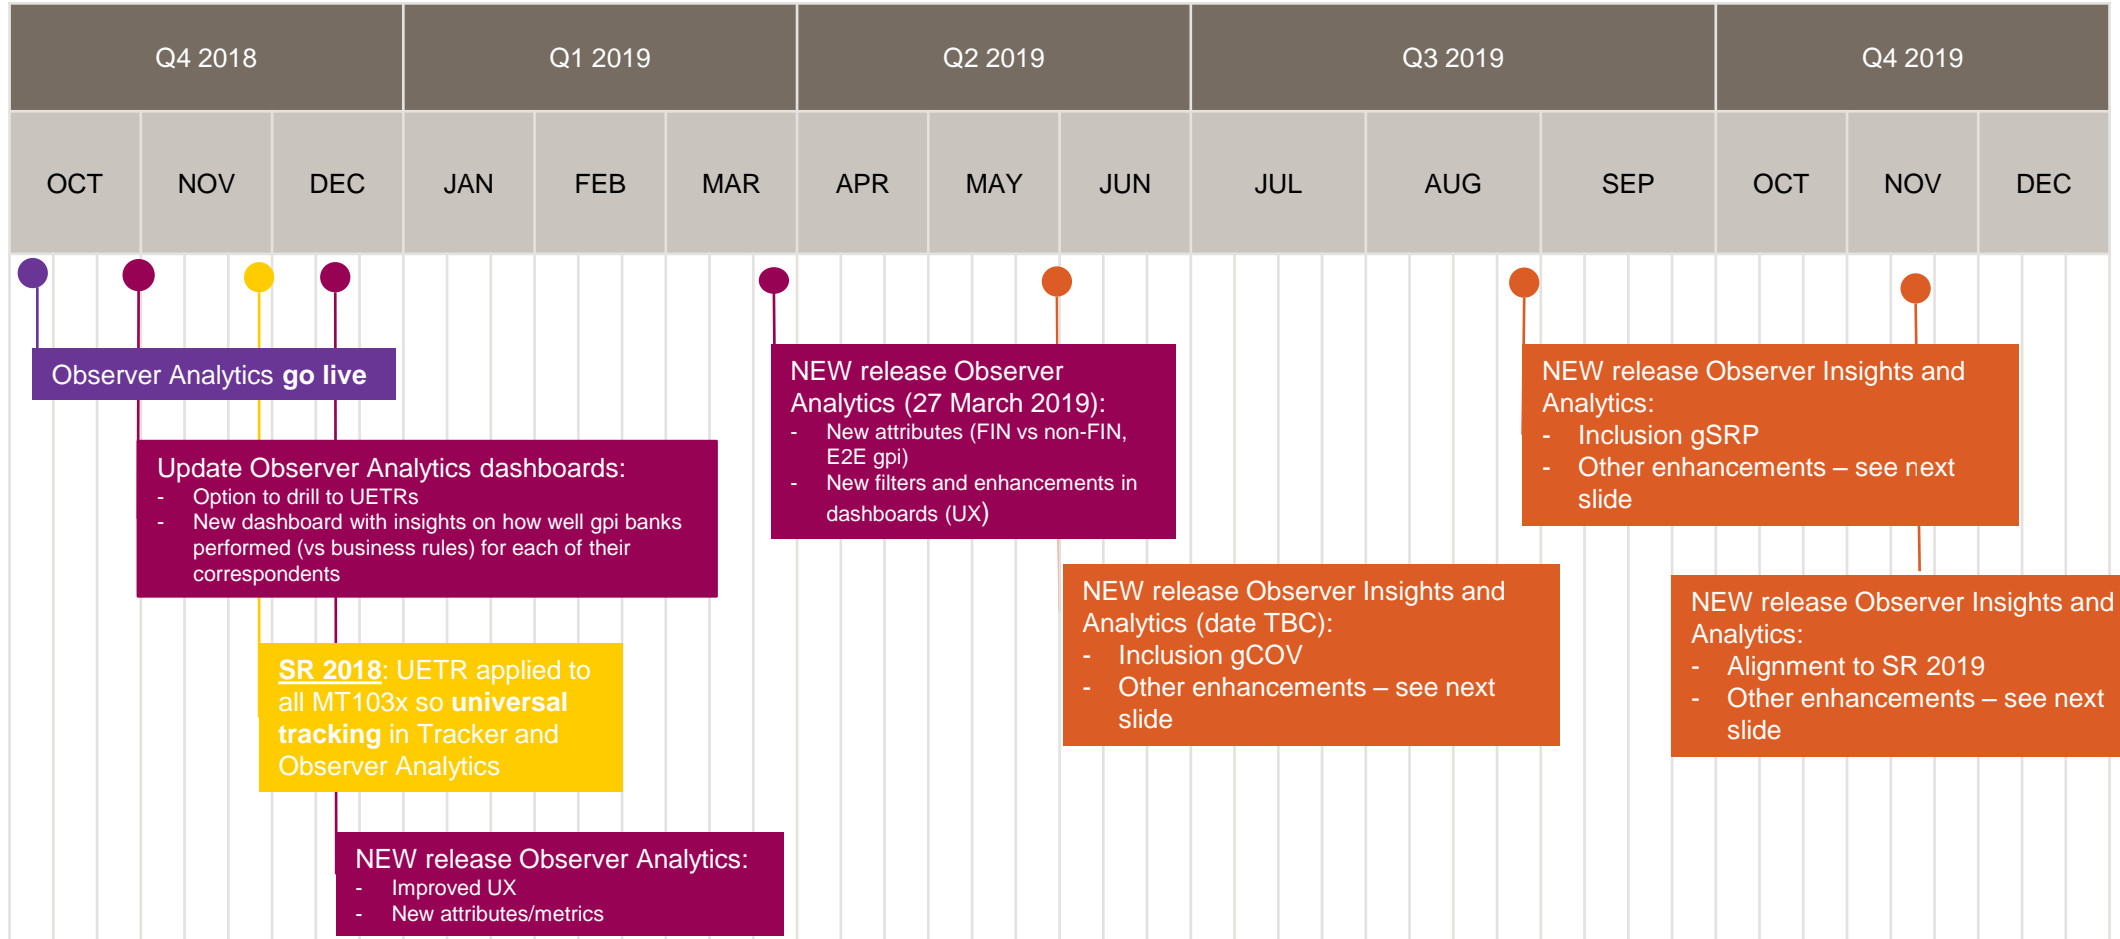 Q4 2018
Q1 2019
Q2 2019
Q3 2019
Q4 2019
OCT
NOV
DEC
JAN
FEB
MAR
APR
MAY
JUN
JUL
AUG
SEP
OCT
NOV
DEC
Observer Analytics go live
Update Observer Analytics dashboards:
- Option to drill to UETRs
- New dashboard with insights on how well gpi banks
performed (vs business rules) for each of their
correspondents
SR 2018: UETR applied to
all MT103x so universal
tracking in Tracker and
Observer Analytics
NEW release Observer Analytics:
- Improved UX
- New attributes/metrics
NEW release Observer
Analytics (27 March 2019):
- New attributes (FIN vs non-FIN,
E2E gpi)
- New filters and enhancements in
dashboards (UX)
NEW release Observer Insights and
Analytics (date TBC):
- Inclusion gCOV
- Other enhancements – see next
slide
NEW release Observer Insights and
Analytics:
- Inclusion gSRP
- Other enhancements – see next
slide
NEW release Observer Insights and
Analytics:
- Alignment to SR 2019
- Other enhancements – see next
slide